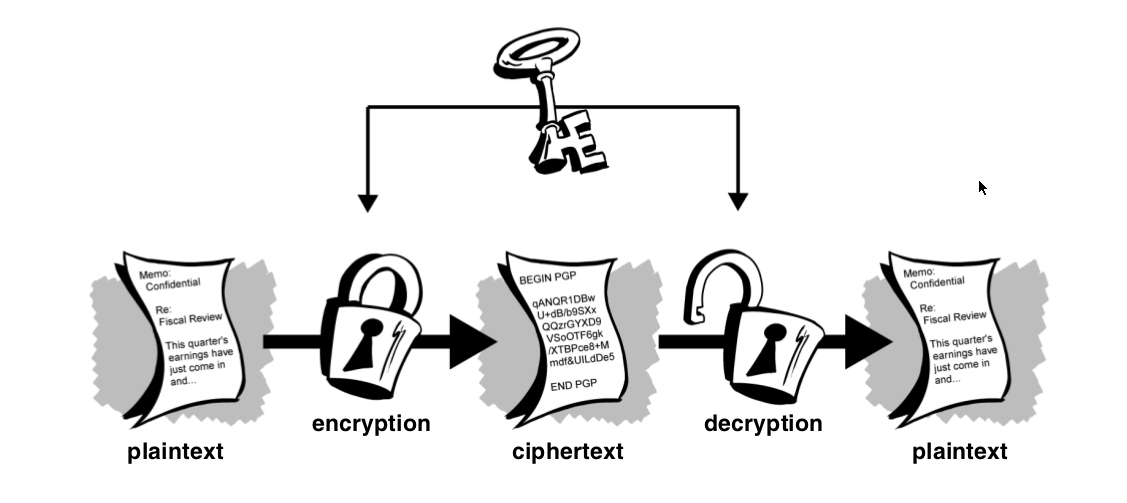 Memo:
Confidential
Re:
Fiscal Review
This quarter's
earnings have
just come in
and...
plaintext
encryption
BEGIN PGP
qANQR1DBw
U+dB/b9SXx
QQzrGYXD9
VSoOTF6gk
/XTBPce8+M
mdf&UILdDe5
END PGP
ciphertext
decryption
Memo:
Confidential
Re:
Fiscal Review
This quarter's
earnings have
just come in
and...
plaintext